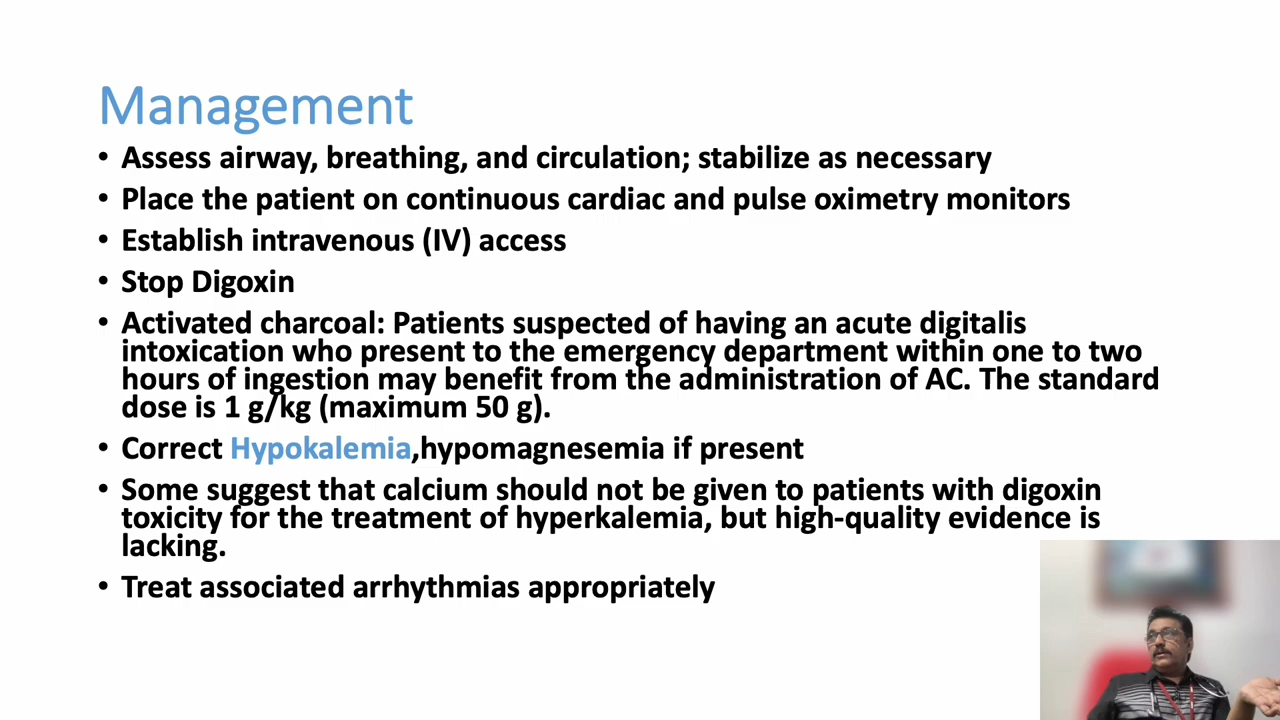 Management
• Assess airway, breathing, and circulation; stabilize as necessary
• Place the patient on continuous cardiac and pulse oximetry monitors
• Establish intravenous (IV) access
• Stop Digoxin
• Activated charcoal: Patients suspected of having an acute digitalis
intoxication who present to the emergency department within one to two
hours of ingestion may benefit from the administration of AC. The standard
dose is 1 g/kg (maximum 50 g).
• Correct Hypokalemia,hypomagnesemia if present
• Some suggest that calcium should not be given to patients with digoxin
toxicity for the treatment of hyperkalemia, but high-quality evidence is
lacking.
• Treat associated arrhythmias appropriately